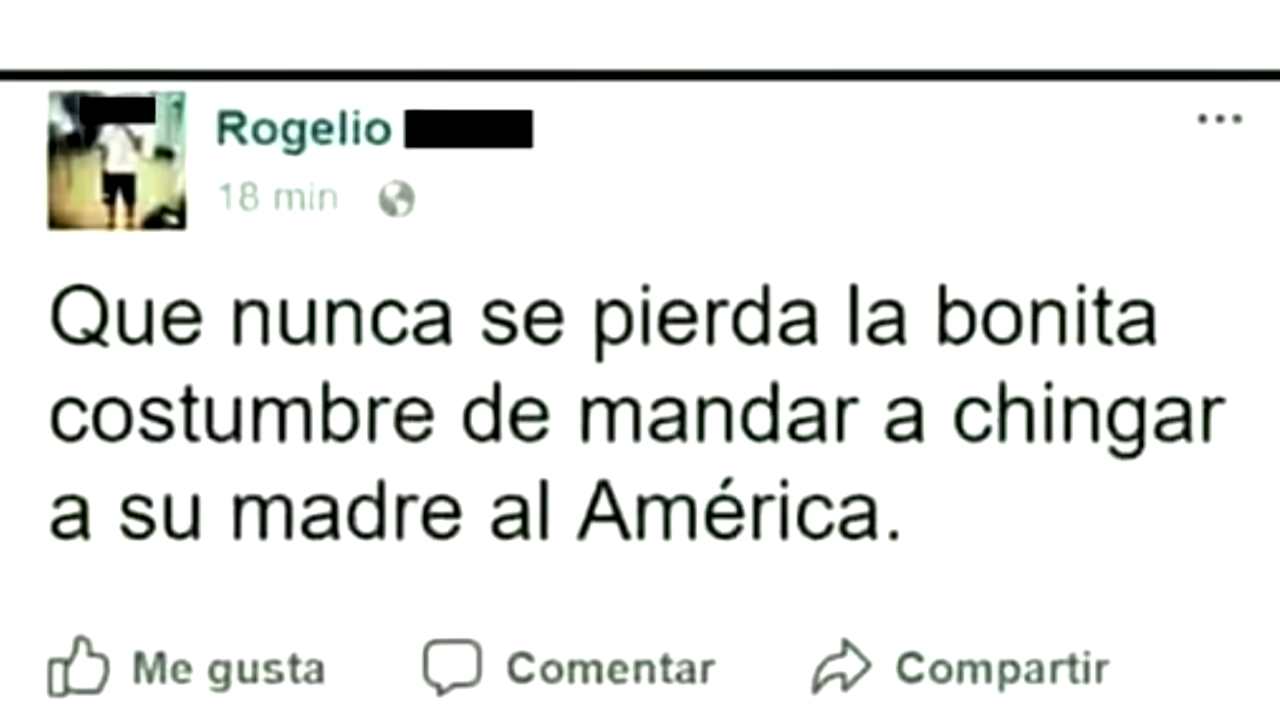 Rogelio
18 min
Que nunca se pierda la bonita
costumbre de mandar a chingar
a su madre al América.
Me gusta Comentar Compartir